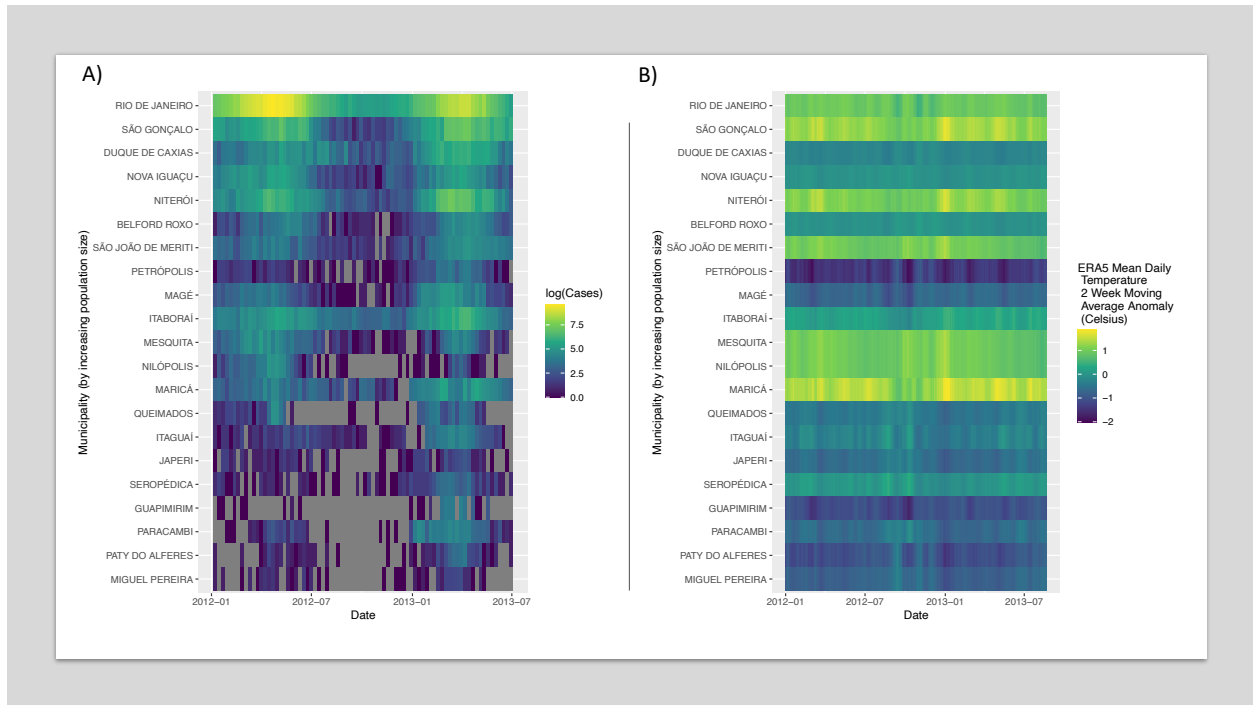 A)
Municipality (by increasing population size)
RIO DE JANEIRO
SÃO GONÇALO
DUQUE DE CAXIAS
NOVA IGUAÇU
NITERÓI
BELFORD ROXO
SÃO JOÃO DE MERITI
PETRÓPOLIS
MAGÉ
ITABORAÍ
MESQUITA
NILÓPOLIS
MARICÁ
QUEIMADOS
ITAGUAÍ
JAPERI
SEROPÉDICA
GUAPIMIRIM
PARACAMBI
PATY DO ALFERES
MIGUEL PEREIRA
2012−01 2012−07 2013−01 2013−07
Date
log(Cases)
7.5
5.0
2.5
0.0
B)
Municipality (by increasing population size)
RIO DE JANEIRO
SÃO GONÇALO
DUQUE DE CAXIAS
NOVA IGUAÇU
NITERÓI
BELFORD ROXO
SÃO JOÃO DE MERITI
PETRÓPOLIS
MAGÉ
ITABORAÍ
MESQUITA
NILÓPOLIS
MARICÁ
QUEIMADOS
ITAGUAÍ
JAPERI
SEROPÉDICA
GUAPIMIRIM
PARACAMBI
PATY DO ALFERES
MIGUEL PEREIRA
2012−01 2012−07 2013−01 2013−07
Date
ERA5 Mean Daily
Temperature
2 Week Moving
Average Anomaly
(Celsius)
1
0
−1
−2